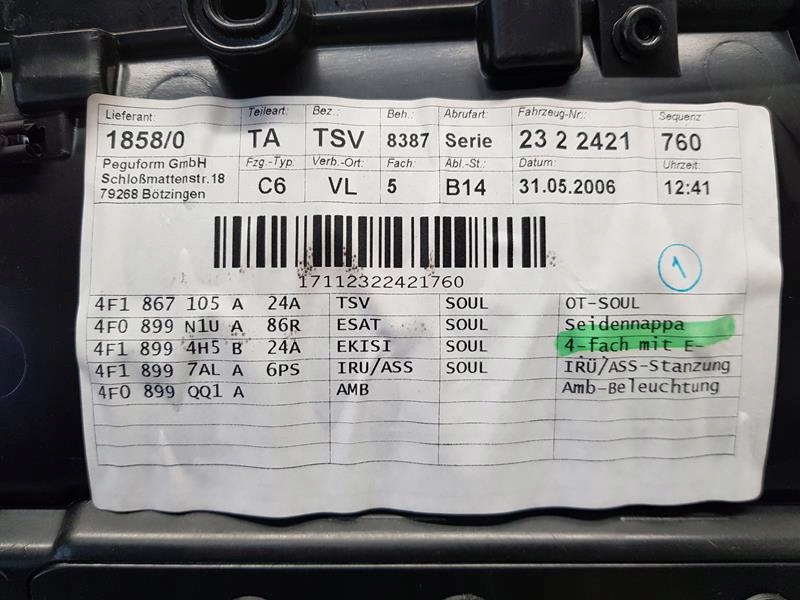 Lieferant: Teileart: Bez.: Beh.: Abrufart: Fahrzeug-Nr.: Sequenz:
1858/0 TA TSV 8387 Serie 23 2 2421 760
Peguform GmbH Fzg.-Typ: Verb.-Ort: Fach: Abl.-St.: Datum: Uhrzeit:
Schloßmattenstr.18 C6 VL 5 B14 31.05.2006 12:41
79268 Bötzingen
1
17112322421760
4F1 867 105 A 24A TSV SOUL OT-SOUL
4F0 899 N1U A 86R ESAT SOUL Seidennappa
4F1 899 4H5 B 24A EKISI SOUL 4-fach mit E-
4F1 899 7AL A 6PS IRU/ASS SOUL IRÜ/ASS-Stanzung
4F0 899 QQ1 A AMB Amb-Beleuchtung